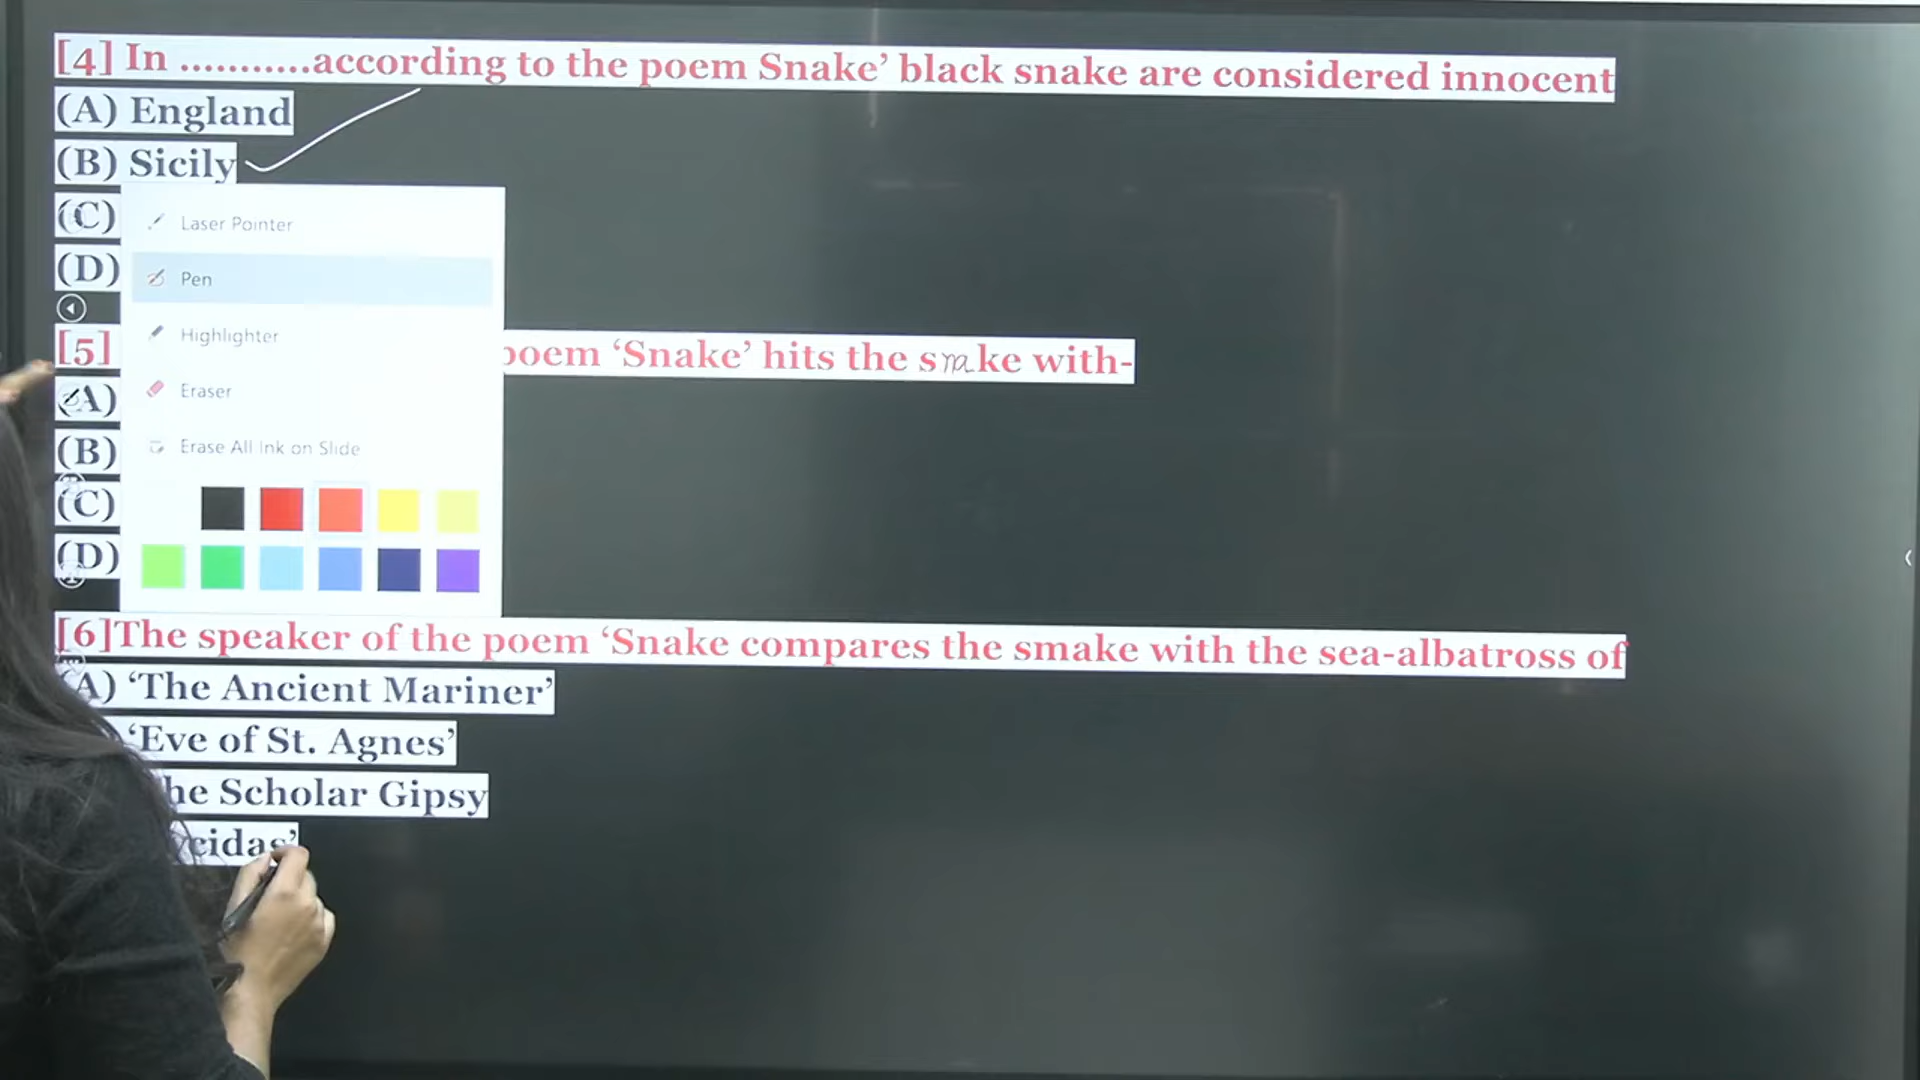 [4] In ...........according to the poem Snake’ black snake are considered innocent
(A) England
(B) Sicily
(C)
Laser Pointer
(D)
Pen
Highlighter
[5] poem ‘Snake’ hits the snake with-
(A)
Eraser
(B)
Erase All Ink on Slide
(C)
(D)
[6]The speaker of the poem ‘Snake compares the smake with the sea-albatross of
A) ‘The Ancient Mariner’
‘Eve of St. Agnes’
he Scholar Gipsy
ycidas’